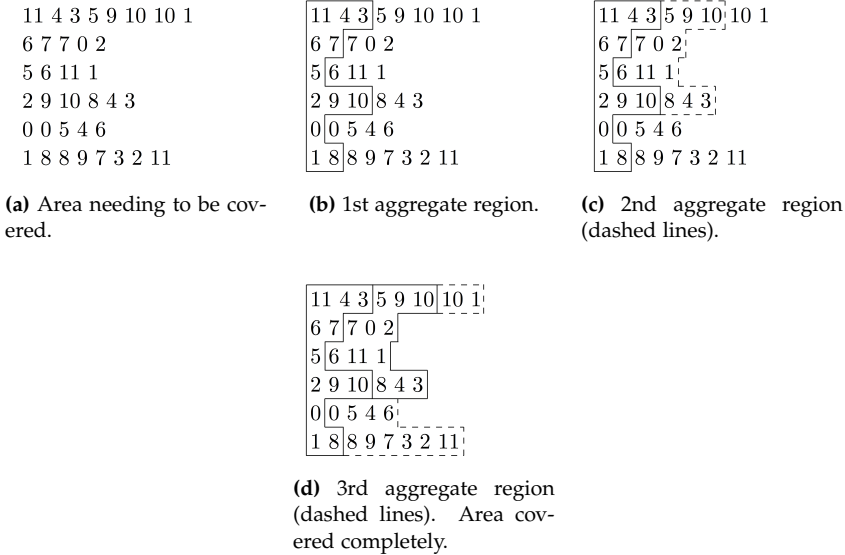 11 4 3 5 9 10 10 1
6 7 7 0 2
5 6 11 1
2 9 10 8 4 3
0 0 5 4 6
1 8 8 9 7 3 2 11
(a) Area needing to be cov-
ered.
11 4 3 5 9 10 10 1
6 7 7 0 2
5 6 11 1
2 9 10 8 4 3
0 0 5 4 6
1 8 8 9 7 3 2 11
(b) 1st aggregate region.
11 4 3 5 9 10 10 1
6 7 7 0 2
5 6 11 1
2 9 10 8 4 3
0 0 5 4 6
1 8 8 9 7 3 2 11
(c) 2nd aggregate region
(dashed lines).
11 4 3 5 9 10 10 1
6 7 7 0 2
5 6 11 1
2 9 10 8 4 3
0 0 5 4 6
1 8 8 9 7 3 2 11
(d) 3rd aggregate region
(dashed lines). Area cov-
ered completely.